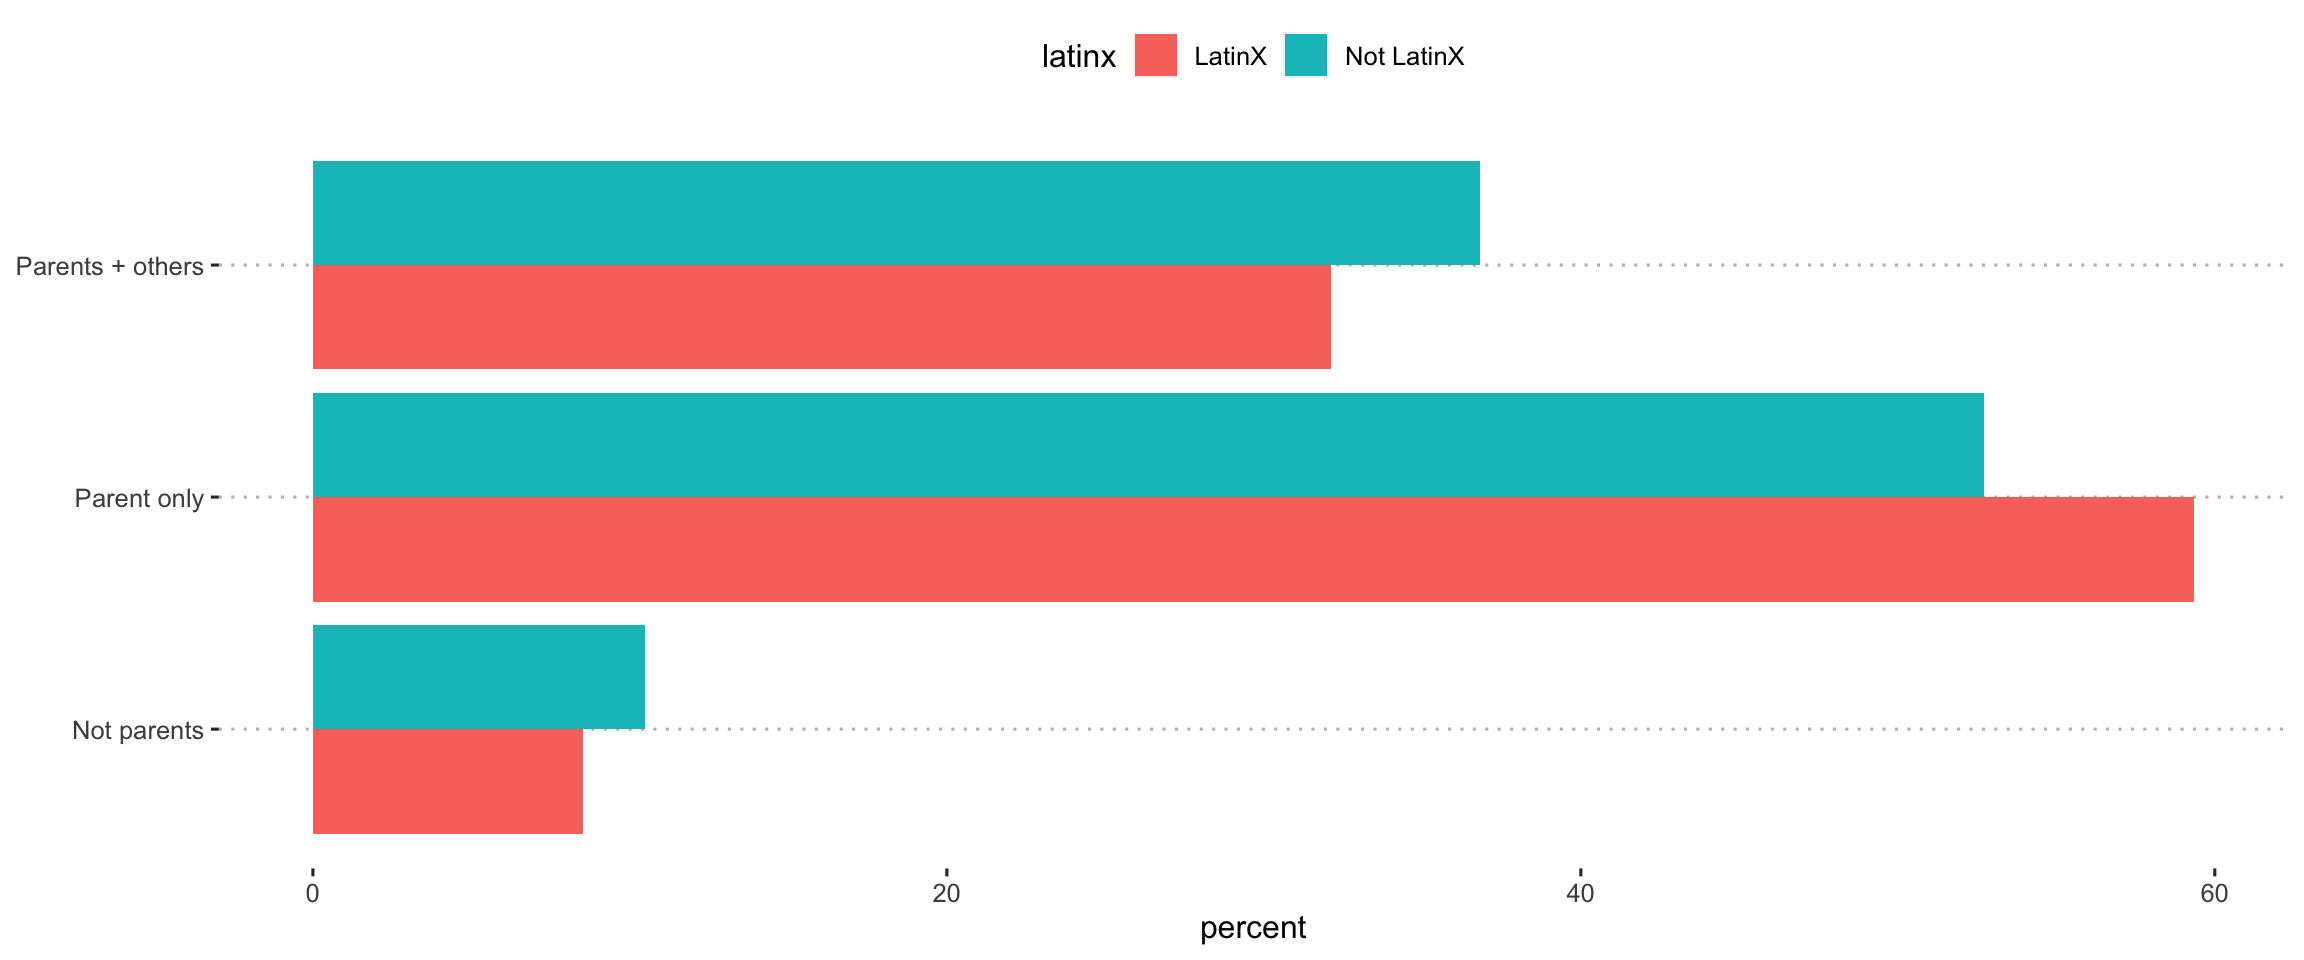 latinx LatinX Not LatinX
Parents + others
Parent only
Not parents
0 20 40 60
percent